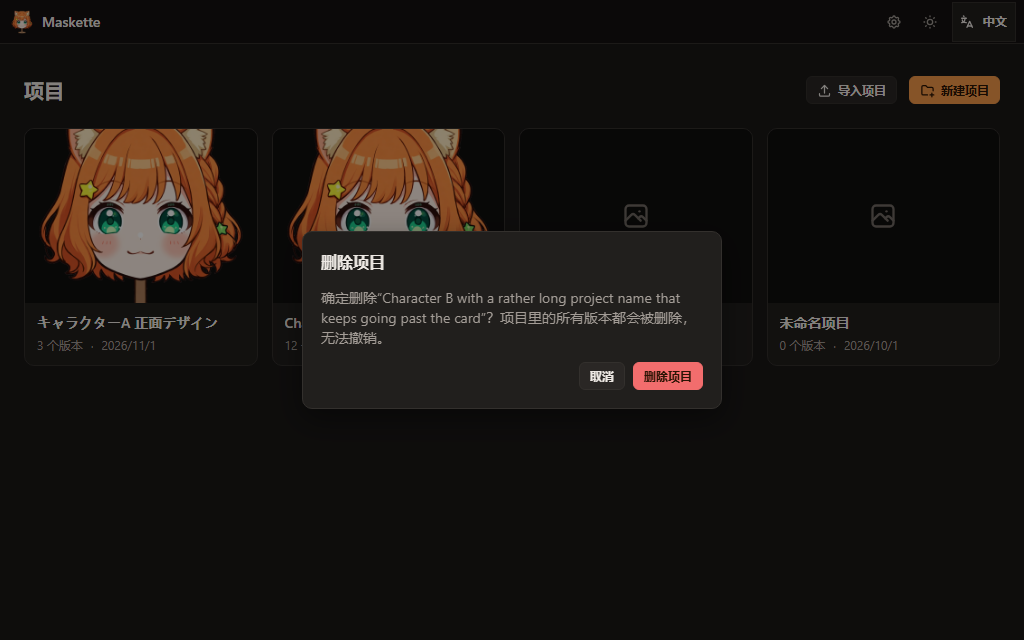 Maskette
中文
项目
导入项目
新建项目
キャラクターA 正面デザイン
3 个版本 · 2026/11/1
Ch
12
未命名项目
0 个版本 · 2026/10/1
删除项目
确定删除“Character B with a rather long project name that
keeps going past the card”？项目里的所有版本都会被删除，
无法撤销。
取消
删除项目